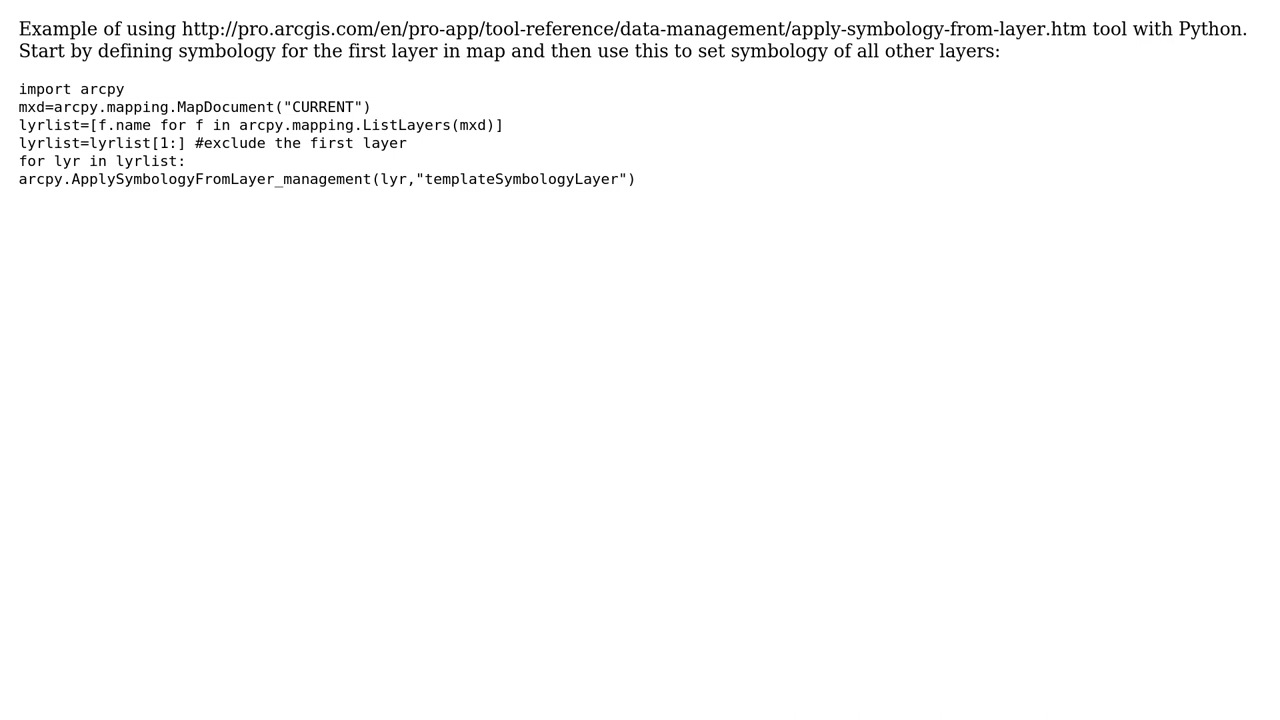 Example of using http://pro.arcgis.com/en/pro-app/tool-reference/data-management/apply-symbology-from-layer.htm tool with Python.
Start by defining symbology for the first layer in map and then use this to set symbology of all other layers:
import arcpy
mxd=arcpy.mapping.MapDocument("CURRENT")
lyrlist=[f.name for f in arcpy.mapping.ListLayers(mxd)]
lyrlist=lyrlist[1:] #exclude the first layer
for lyr in lyrlist:
arcpy.ApplySymbologyFromLayer_management(lyr,"templateSymbologyLayer")